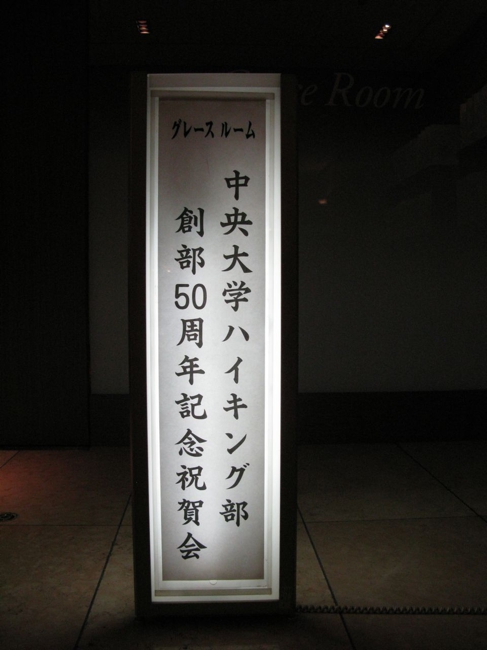 Room
グレース ルーム
中央大学ハイキング部
創部50周年記念祝賀会